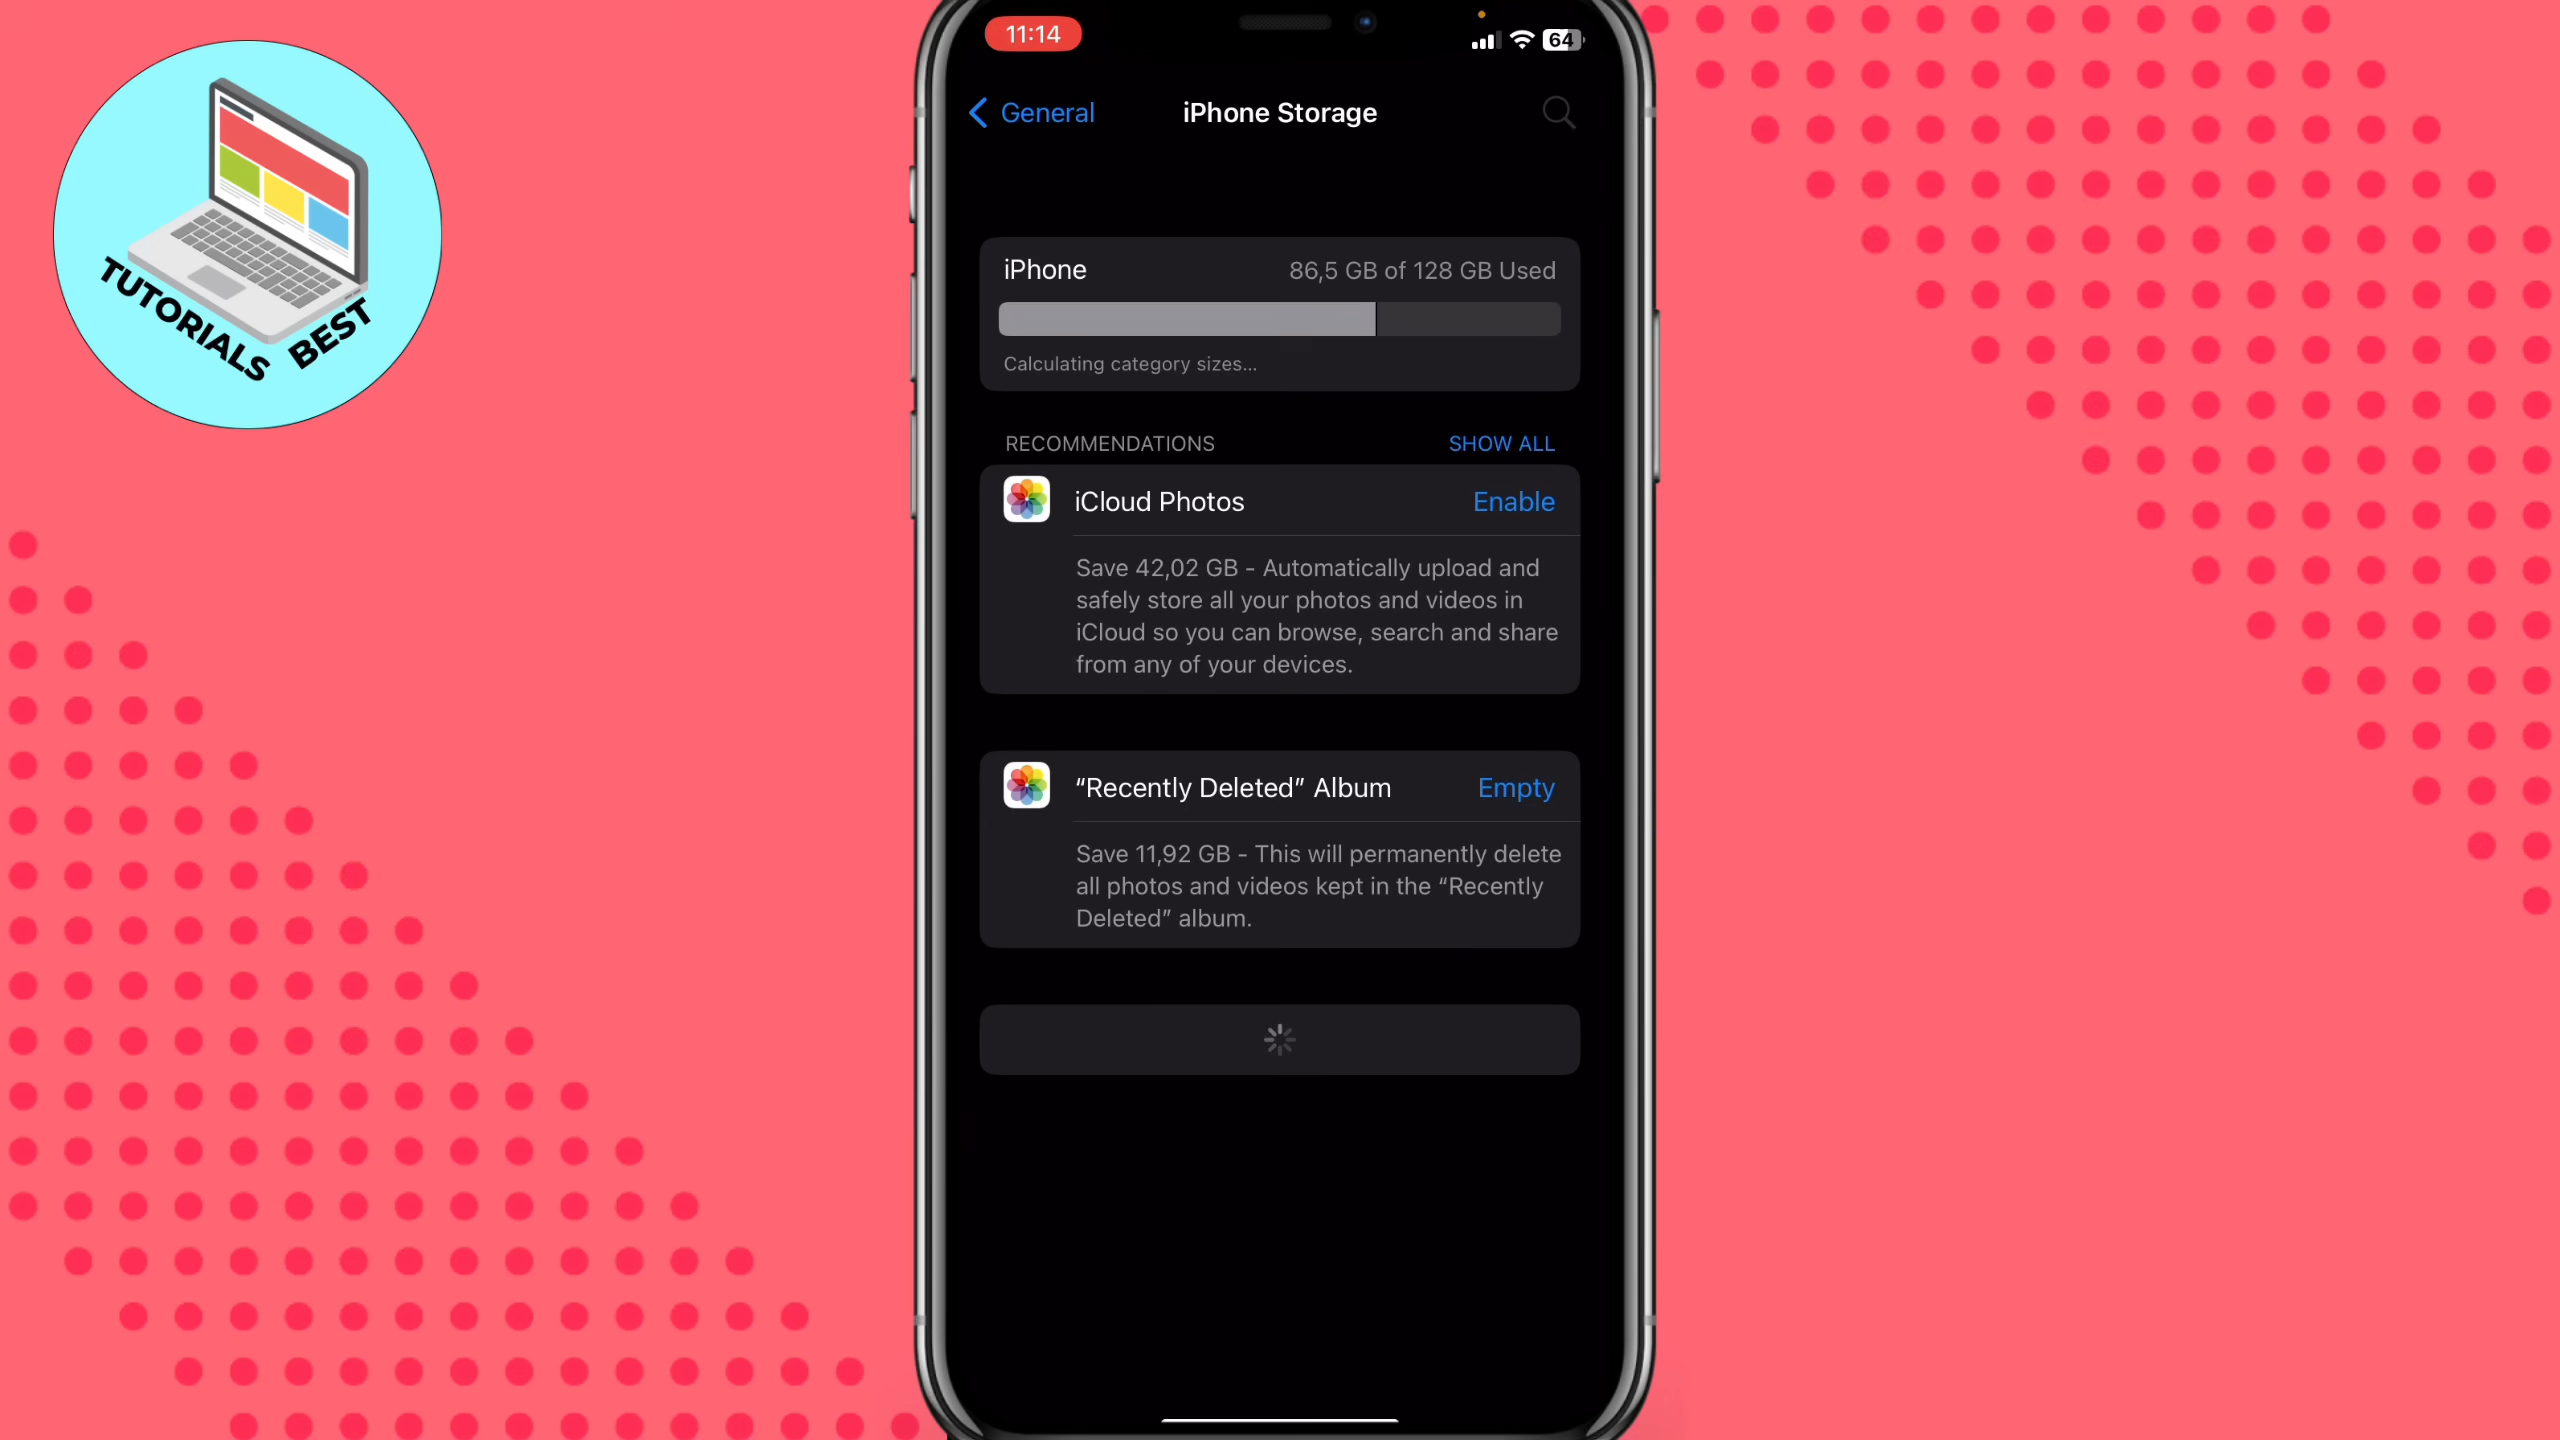 TUTORIALS BEST
11:14
64
General
iPhone Storage
iPhone
86,5 GB of 128 GB Used
Calculating category sizes...
RECOMMENDATIONS
SHOW ALL
iCloud Photos
Enable
Save 42,02 GB - Automatically upload and
safely store all your photos and videos in
iCloud so you can browse, search and share
from any of your devices.
“Recently Deleted” Album
Empty
Save 11,92 GB - This will permanently delete
all photos and videos kept in the “Recently
Deleted” album.